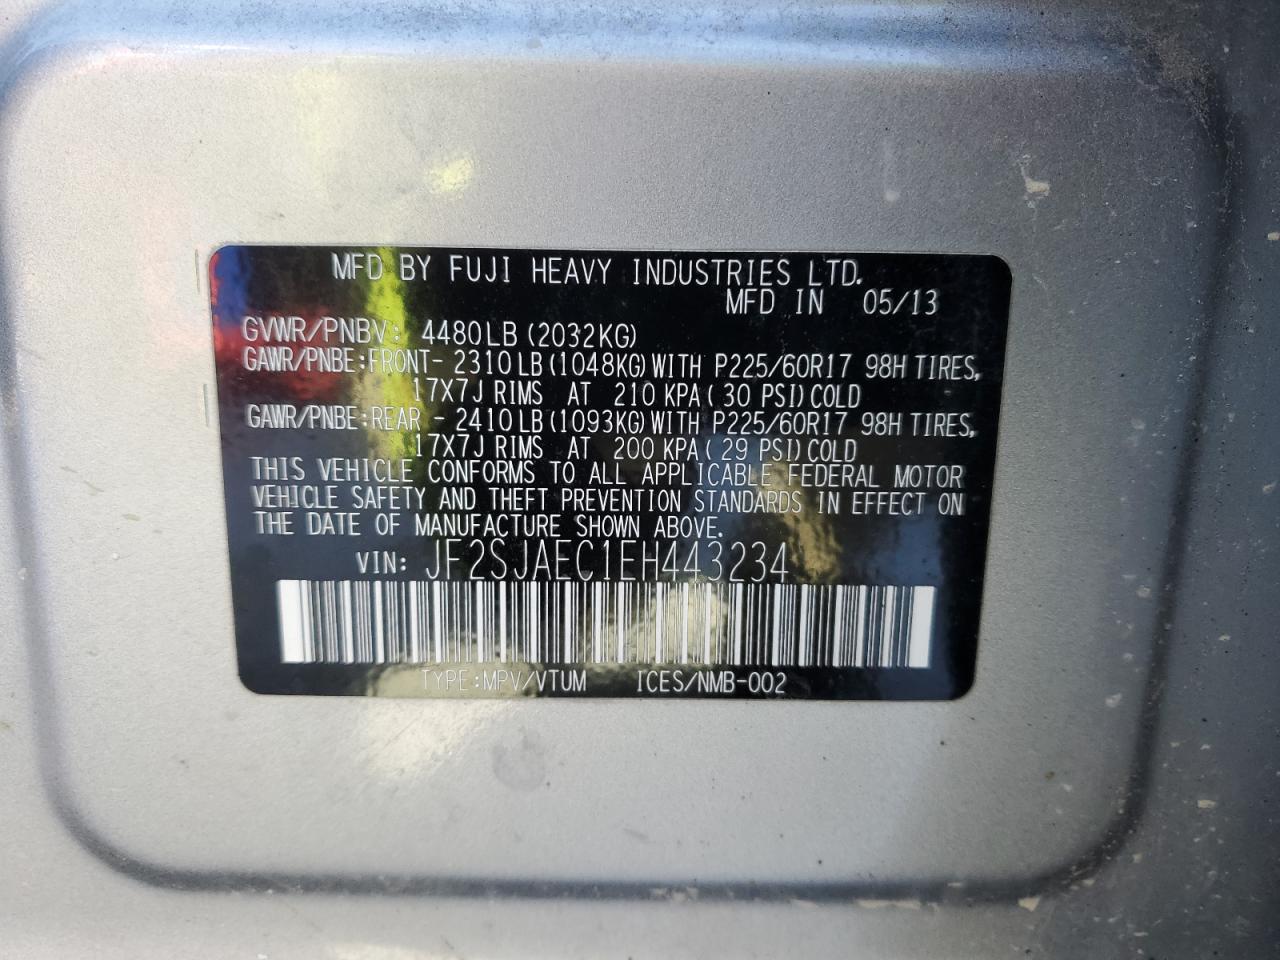 MFD BY FUJI HEAVY INDUSTRIES LTD.
MFD IN 05/13
GVWR/PNBV: 4480LB (2032KG)
GAWR/PNBE:FRONT- 2310LB (1048KG) WITH P225/60R17 98H TIRES,
17X7J RIMS AT 210 KPA ( 30 PSI) COLD
GAWR/PNBE:REAR - 2410LB (1093KG) WITH P225/60R17 98H TIRES,
17X7J RIMS AT 200 KPA ( 29 PSI) COLD
THIS VEHICLE CONFORMS TO ALL APPLICABLE FEDERAL MOTOR
VEHICLE SAFETY AND THEFT PREVENTION STANDARDS IN EFFECT ON
THE DATE OF MANUFACTURE SHOWN ABOVE.
VIN: JF2SJAEC1EH443234
TYPE:MPV/VTUM ICES/NMB-002